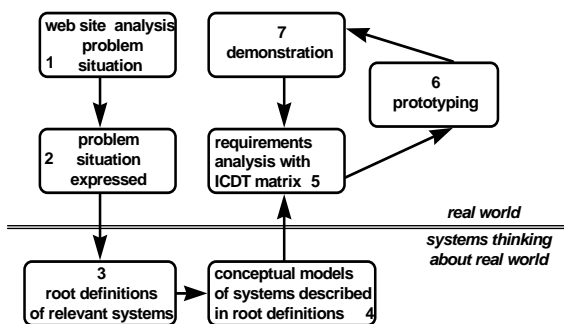 web site analysis
problem
1 situation
problem
2 situation
expressed
3
root definitions
of relevant systems
conceptual models
of systems described
in root definitions 4
requirements
analysis with
ICDT matrix 5
6
prototyping
7
demonstration
real world
systems thinking
about real world